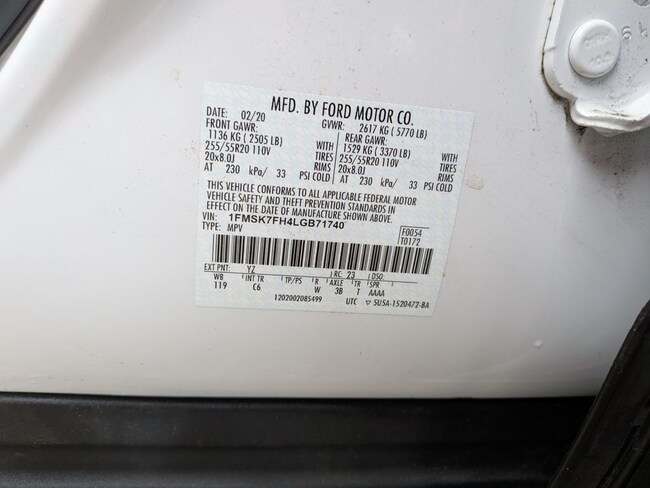 MFD. BY FORD MOTOR CO.
DATE: 02/20 GVWR: 2617 KG ( 5770 LB)
FRONT GAWR: REAR GAWR:
1136 KG ( 2505 LB) WITH 1529 KG ( 3370 LB) WITH
255/55R20 110V TIRES 255/55R20 110V TIRES
20x8.0J RIMS 20x8.0J RIMS
AT 230 kPa/ 33 PSI COLD AT 230 kPa/ 33 PSI COLD
THIS VEHICLE CONFORMS TO ALL APPLICABLE FEDERAL MOTOR
VEHICLE SAFETY AND THEFT PREVENTION STANDARDS IN
EFFECT ON THE DATE OF MANUFACTURE SHOWN ABOVE.
VIN: 1FMSK7FH4LGB71740 F0054
TYPE: MPV T0172
EXT PNT: YZ RC: 23 DSO:
WB INT TR TP/PS R AXLE TR SPR
119 C6 W 3B T AAAA
1202002085499 UTC ▽ 5U5A-1520472-BA